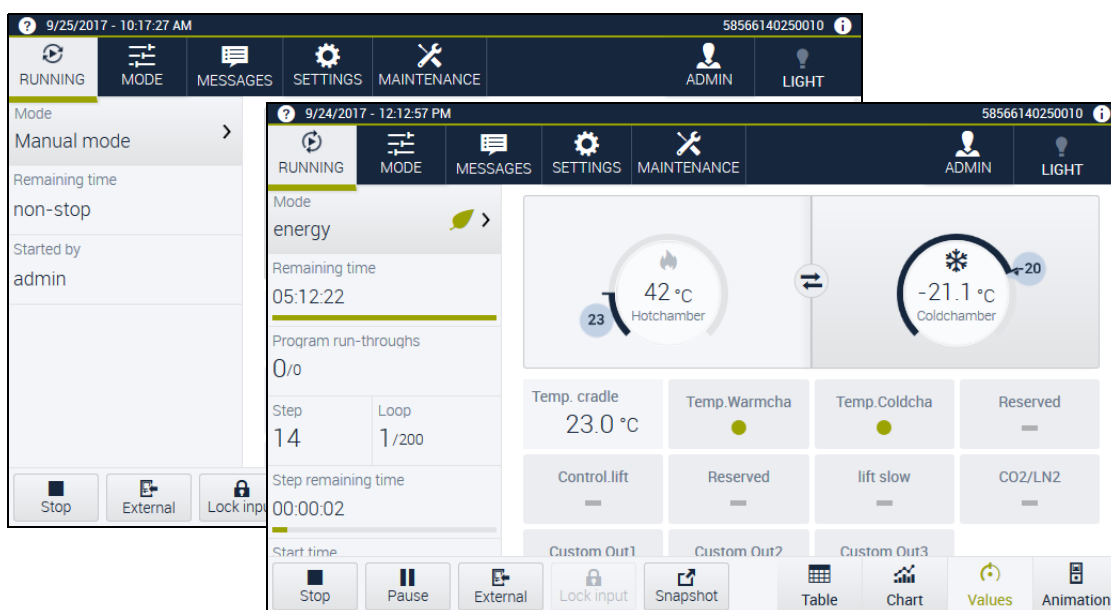 9/25/2017 - 10:17:27 AM 58566140250010
RUNNING MODE MESSAGES SETTINGS MAINTENANCE ADMIN LIGHT
Mode
Manual mode
Remaining time
non-stop
Started by
admin
Stop External Lock inpu
9/24/2017 - 12:12:57 PM 58566140250010
RUNNING MODE MESSAGES SETTINGS MAINTENANCE ADMIN LIGHT
Mode
energy
Remaining time
05:12:22
Program run-throughs
0/0
Step Loop
14 1/200
Step remaining time
00:00:02
Start time
42 °C
Hotchamber
23
-21.1 °C
Coldchamber
-20
Temp. cradle Temp.Warmcha Temp.Coldcha Reserved
23.0 °C
Control.lift Reserved lift slow CO2/LN2
Custom Out1 Custom Out2 Custom Out3
Stop Pause External Lock input Snapshot Table Chart Values Animation